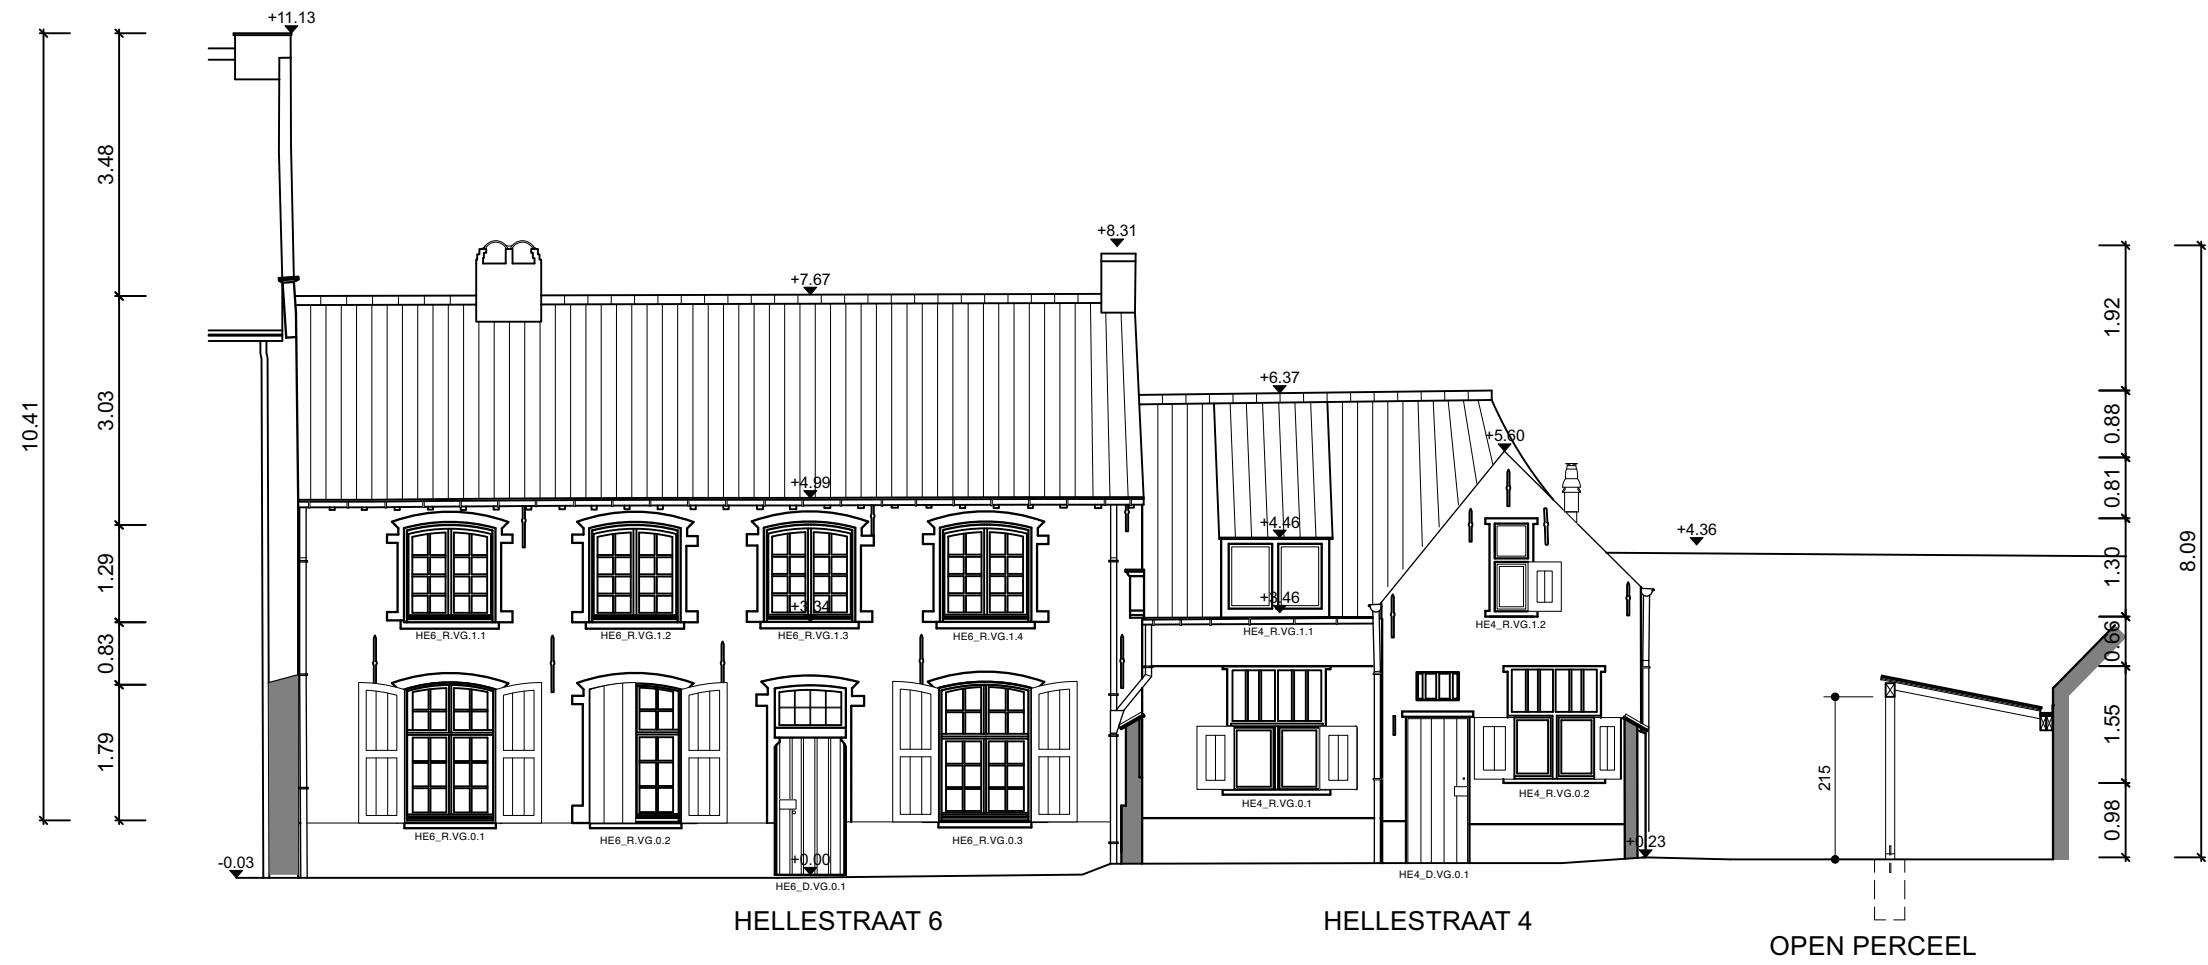 +11.13
+8.31
+7.67
+6.37
+5.60
+4.99
+4.46
+4.36
+3.34
+3.46
HE6_R.VG.1.1
HE6_R.VG.1.2
HE6_R.VG.1.3
HE6_R.VG.1.4
HE4_R.VG.1.1
HE4_R.VG.1.2
HE6_R.VG.0.1
HE6_R.VG.0.2
HE6_R.VG.0.3
HE4_R.VG.0.1
HE4_R.VG.0.2
-0.03
+0.00
+0.23
HE6_D.VG.0.1
HE4_D.VG.0.1
10.41
3.48
3.03
1.29
0.83
1.79
215
1.92
0.88
0.81
1.30
0.66
1.55
0.98
8.09
HELLESTRAAT 6
HELLESTRAAT 4
OPEN PERCEEL